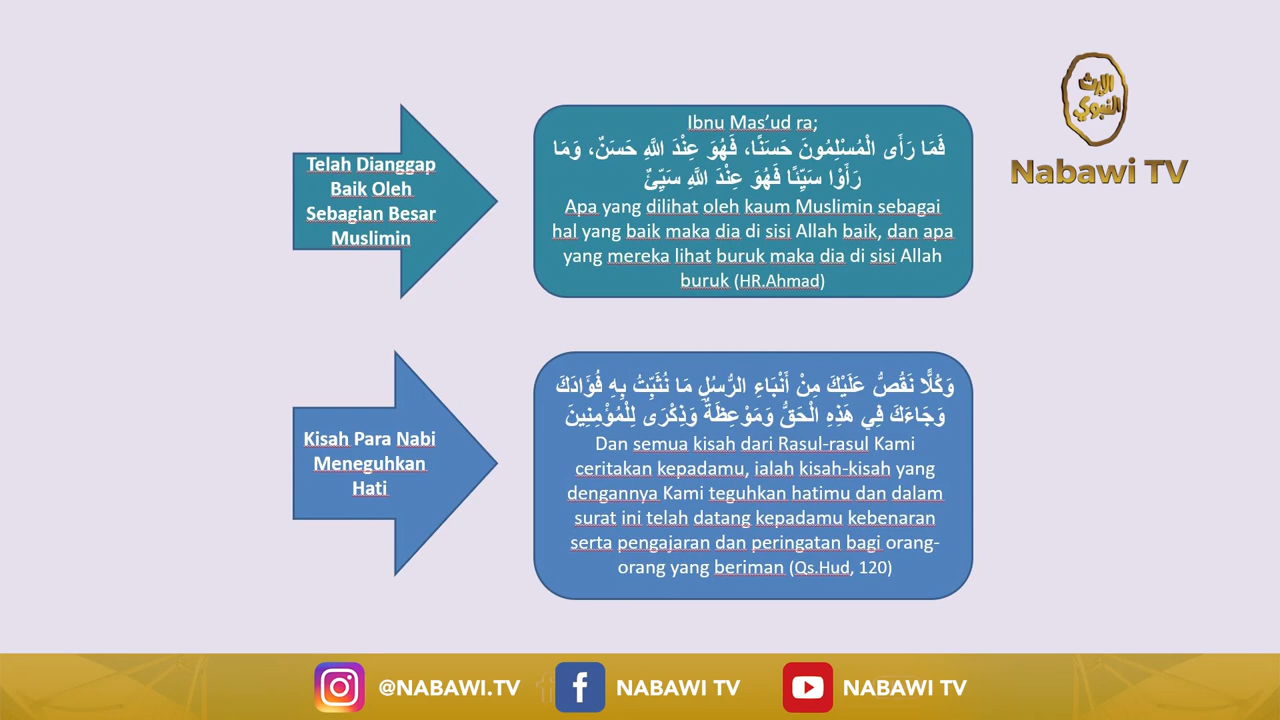 الإرث
النبوي
Nabawi TV
Telah Dianggap
Baik Oleh
Sebagian Besar
Muslimin
Ibnu Mas’ud ra;
فَمَا رَأَى الْمُسْلِمُونَ حَسَنًا، فَهُوَ عِنْدَ اللَّهِ حَسَنٌ، وَمَا
رَأَوْا سَيِّئًا فَهُوَ عِنْدَ اللَّهِ سَيِّئٌ
Apa yang dilihat oleh kaum Muslimin sebagai
hal yang baik maka dia di sisi Allah baik, dan apa
yang mereka lihat buruk maka dia di sisi Allah
buruk (HR.Ahmad)
Kisah Para Nabi
Meneguhkan
Hati
وَكُلًّا نَقُصُّ عَلَيْكَ مِنْ أَنْبَاءِ الرُّسُلِ مَا نُثَبِّتُ بِهِ فُؤَادَكَ
وَجَاءَكَ فِي هَذِهِ الْحَقُّ وَمَوْعِظَةٌ وَذِكْرَى لِلْمُؤْمِنِينَ
Dan semua kisah dari Rasul-rasul Kami
ceritakan kepadamu, ialah kisah-kisah yang
dengannya Kami teguhkan hatimu dan dalam
surat ini telah datang kepadamu kebenaran
serta pengajaran dan peringatan bagi orang-
orang yang beriman (Qs.Hud, 120)
@NABAWI.TV
NABAWI TV
NABAWI TV